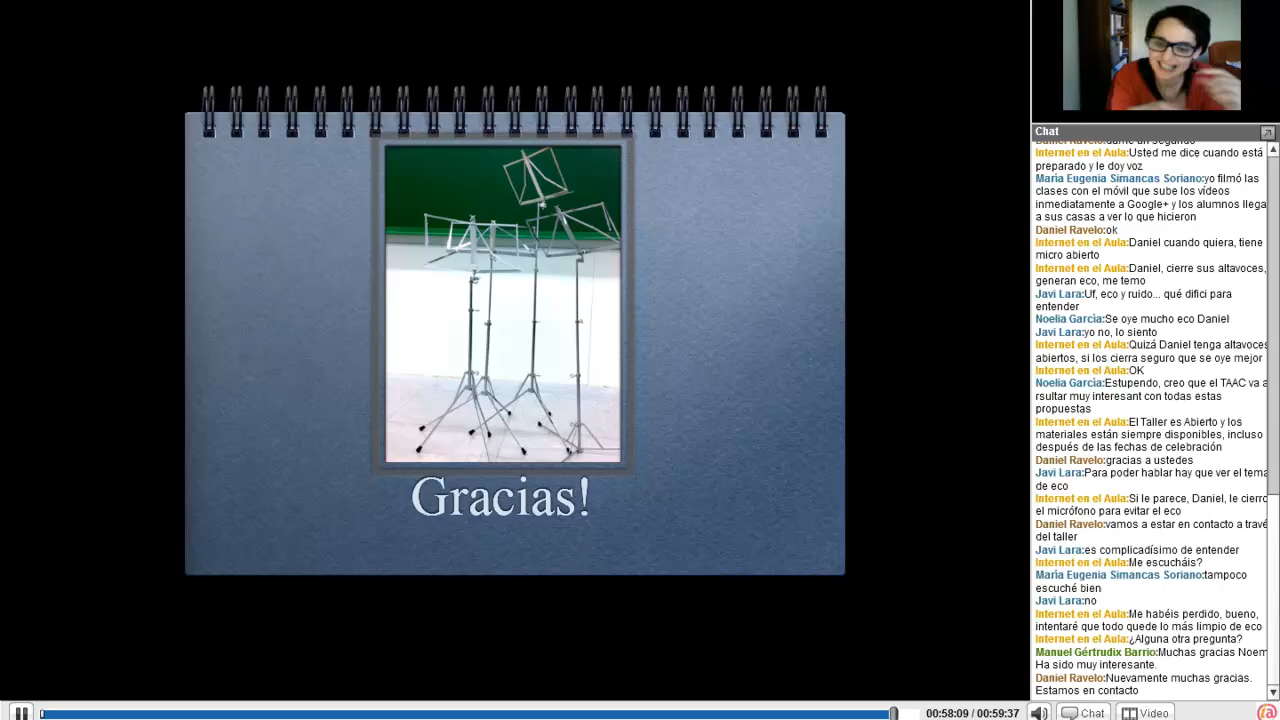 Gracias!
Chat
Daniel Ravelo:dame un segundo
Internet en el Aula:Usted me dice cuando está
preparado y le doy voz
María Eugenia Simancas Soriano:yo filmó las
clases con el móvil que sube los vídeos
inmediatamente a Google+ y los alumnos llega
a sus casas a ver lo que hicieron
Daniel Ravelo:ok
Internet en el Aula:Daniel cuando quiera, tiene
micro abierto
Internet en el Aula:Daniel, cierre sus altavoces,
generan eco, me temo
Javi Lara:Uf, eco y ruido... qué difici para
entender
Noelia García:Se oye mucho eco Daniel
Javi Lara:yo no, lo siento
Internet en el Aula:Quizá Daniel tenga altavoces
abiertos, si los cierra seguro que se oye mejor
Internet en el Aula:OK
Noelia García:Estupendo, creo que el TAAC va a
rsultar muy interesant con todas estas
propuestas
Internet en el Aula:El Taller es Abierto y los
materiales están siempre disponibles, incluso
después de las fechas de celebración
Daniel Ravelo:gracias a ustedes
Javi Lara:Para poder hablar hay que ver el tema
de eco
Internet en el Aula:Si le parece, Daniel, le cierro
el micrófono para evitar el eco
Daniel Ravelo:vamos a estar en contacto a travé
del taller
Javi Lara:es complicadísimo de entender
Internet en el Aula:Me escucháis?
María Eugenia Simancas Soriano:tampoco
escuché bien
Javi Lara:no
Internet en el Aula:Me habéis perdido, bueno,
intentaré que todo quede lo más limpio de eco
Internet en el Aula:¿Alguna otra pregunta?
Manuel Gértrudix Barrio:Muchas gracias Noem
Ha sido muy interesante.
Daniel Ravelo:Nuevamente muchas gracias.
Estamos en contacto
00:58:09 / 00:59:37
Chat
Video